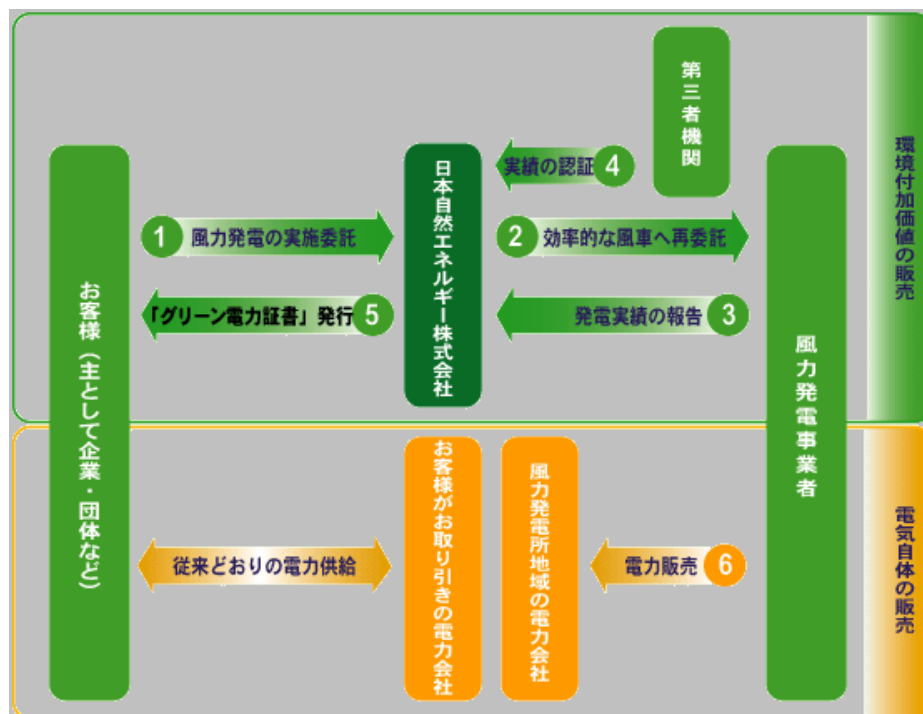 第三者機関
環境付加価値の販売
お客様（主として企業・団体など）
日本自然エネルギー株式会社
風力発電事業者
実績の認証 4
1 風力発電の実施委託
2 効率的な風車へ再委託
「グリーン電力証書」発行 5
発電実績の報告 3
お客様がお取り引きの電力会社
風力発電所地域の電力会社
電気自体の販売
従来どおりの電力供給
電力販売 6